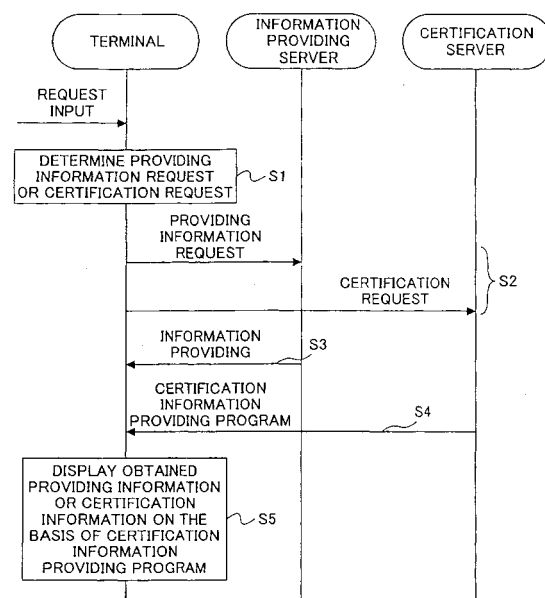 TERMINAL
INFORMATION
PROVIDING
SERVER
CERTIFICATION
SERVER
REQUEST
INPUT
DETERMINE PROVIDING
INFORMATION REQUEST
OR CERTIFICATION REQUEST
S1
PROVIDING
INFORMATION
REQUEST
CERTIFICATION
REQUEST
S2
INFORMATION
PROVIDING
S3
CERTIFICATION
INFORMATION
PROVIDING PROGRAM
S4
DISPLAY OBTAINED
PROVIDING INFORMATION
OR CERTIFICATION
INFORMATION ON THE
BASIS OF CERTIFICATION
INFORMATION
PROVIDING PROGRAM
S5